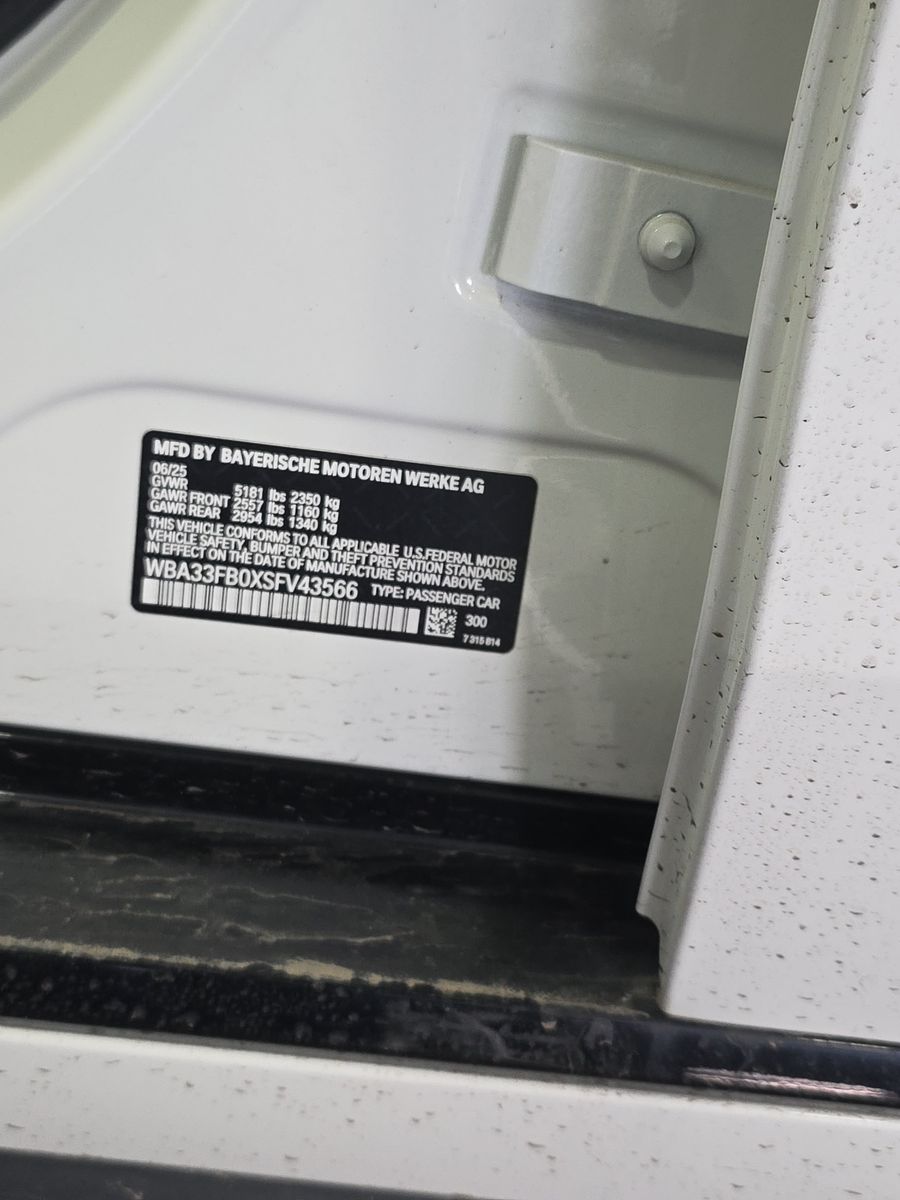 MFD BY BAYERISCHE MOTOREN WERKE AG
06/25
GVWR 5181 lbs 2350 kg
GAWR FRONT 2557 lbs 1160 kg
GAWR REAR 2954 lbs 1340 kg
THIS VEHICLE CONFORMS TO ALL APPLICABLE U.S.FEDERAL MOTOR
VEHICLE SAFETY, BUMPER AND THEFT PREVENTION STANDARDS
IN EFFECT ON THE DATE OF MANUFACTURE SHOWN ABOVE.
WBA33FB0XSFV43566 TYPE: PASSENGER CAR
300
7 315 814